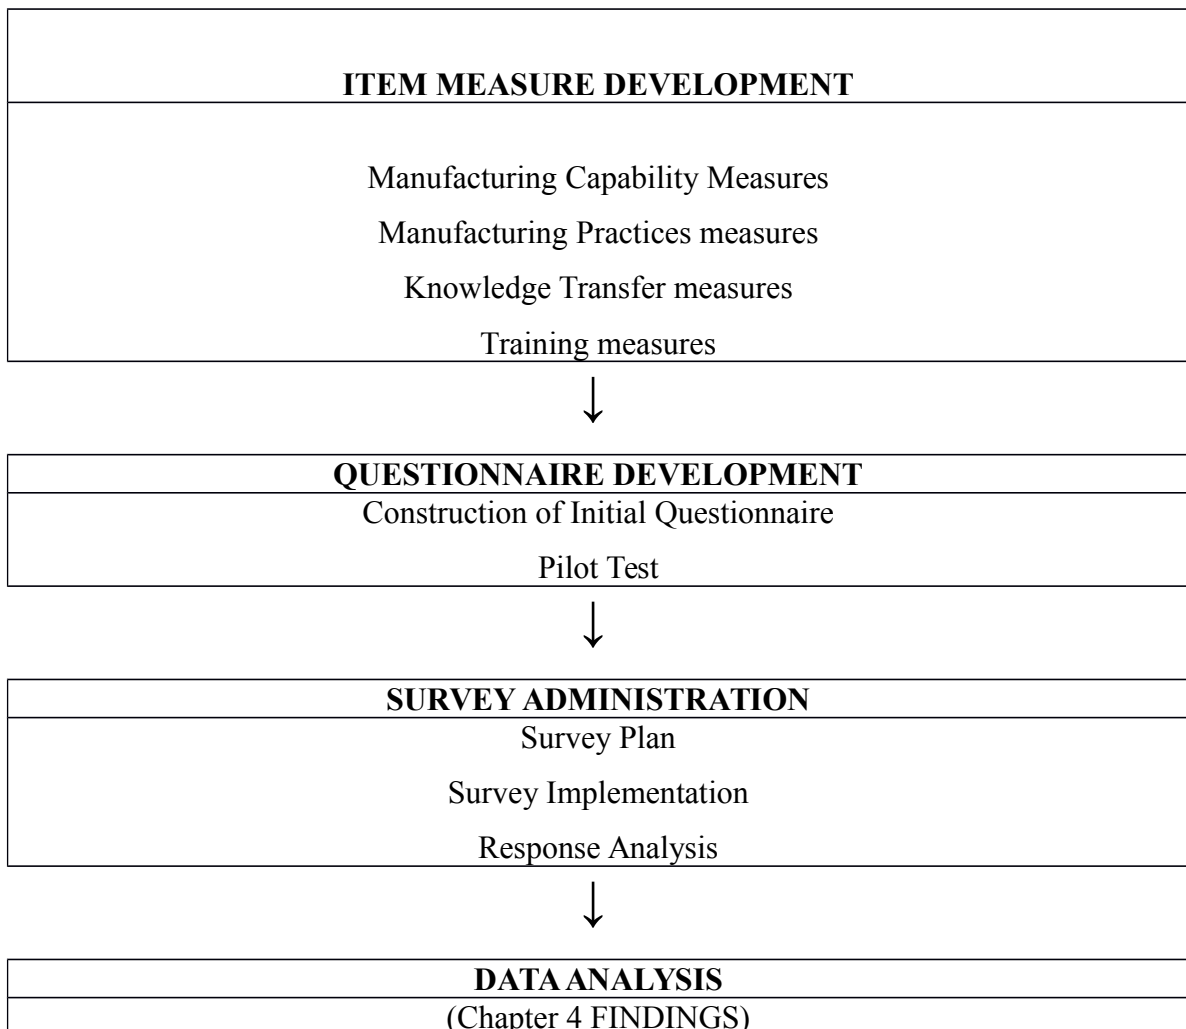 ITEM MEASURE DEVELOPMENT
Manufacturing Capability Measures
Manufacturing Practices measures
Knowledge Transfer measures
Training measures
↓
QUESTIONNAIRE DEVELOPMENT
Construction of Initial Questionnaire
Pilot Test
↓
SURVEY ADMINISTRATION
Survey Plan
Survey Implementation
Response Analysis
↓
DATA ANALYSIS
(Chapter 4 FINDINGS)